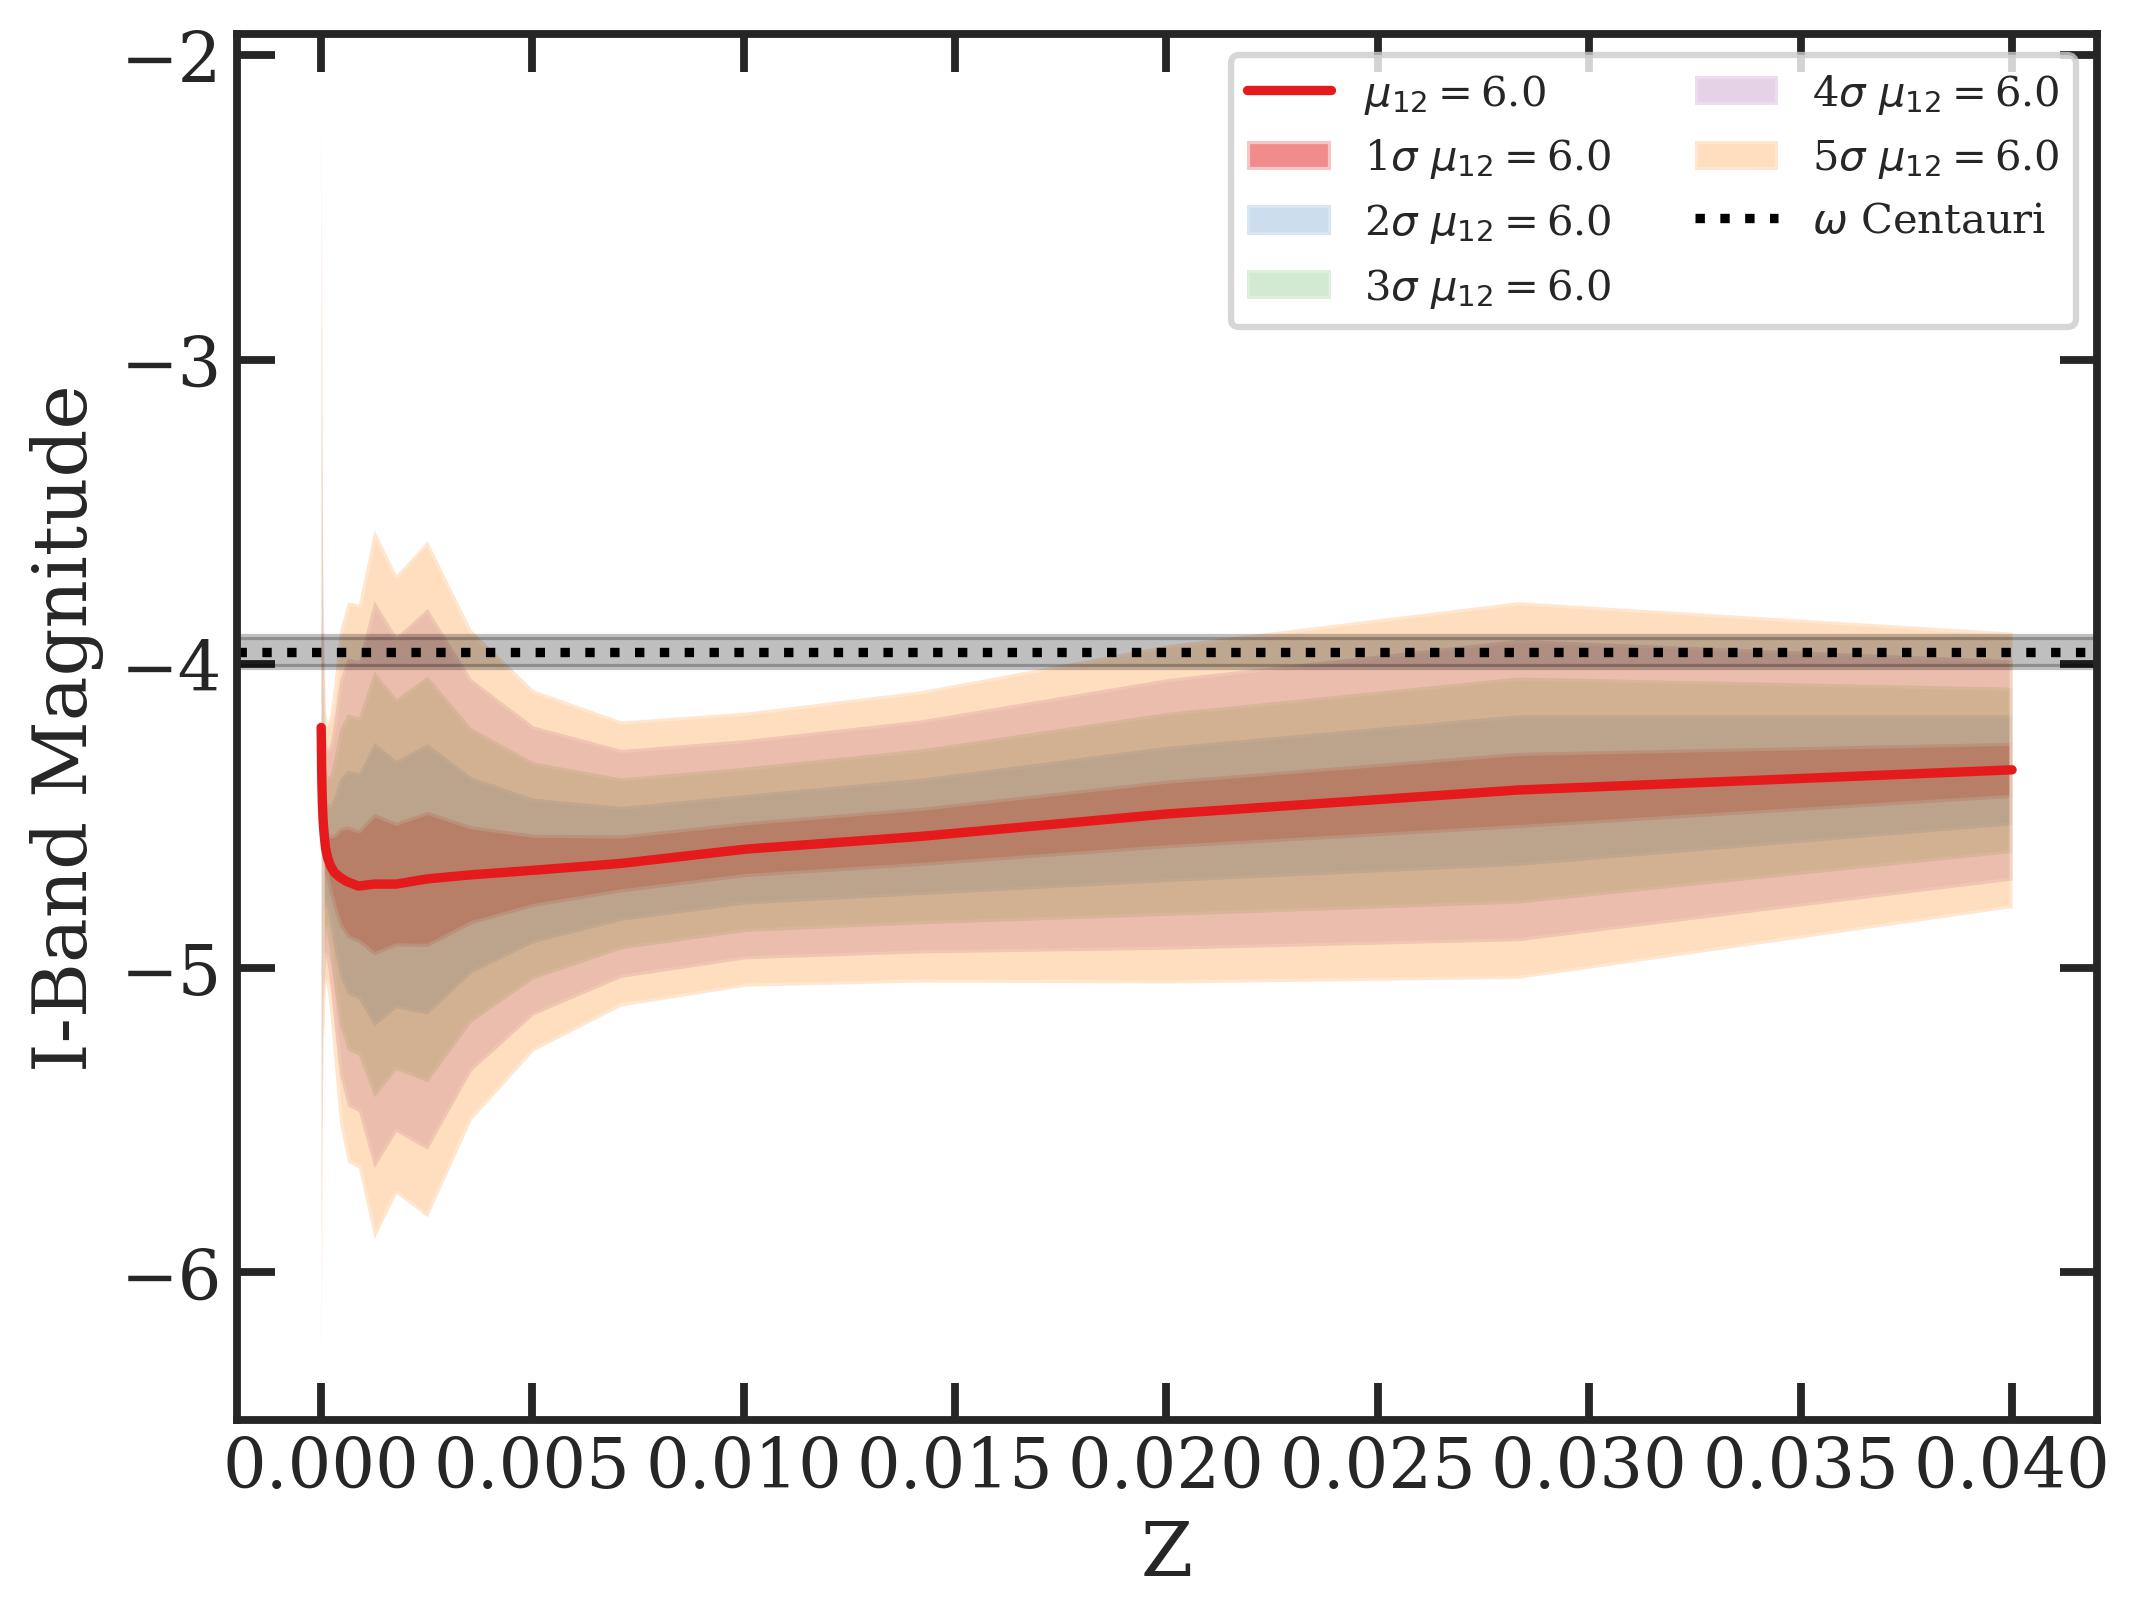 −2
−3
−4
−5
−6
I-Band Magnitude
μ₁₂ = 6.0
1σ μ₁₂ = 6.0
2σ μ₁₂ = 6.0
3σ μ₁₂ = 6.0
4σ μ₁₂ = 6.0
5σ μ₁₂ = 6.0
ω Centauri
0.000 0.005 0.010 0.015 0.020 0.025 0.030 0.035 0.040
Z